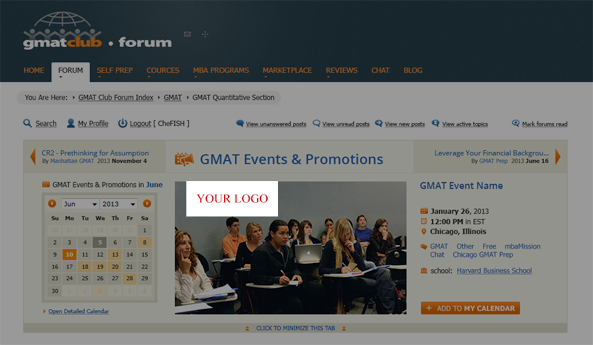 gmatclub • forum
HOME FORUM SELF PREP COURCES MBA PROGRAMS MARKETPLACE REVIEWS CHAT BLOG
You Are Here: GMAT Club Forum Index GMAT GMAT Quantitative Section
Search My Profile Logout [ CheFISH ] View unanswered posts View unread posts View new posts View active topics Mark forums read
CR2 - Prethinking for Assumption
By Manhattan GMAT 2013 November 4
GMAT Events & Promotions
Leverage Your Financial Backgrou...
By GMAT Prep 2013 June 16
GMAT Events & Promotions in June
Jun 2013
Su Mo Tu We Th Fr Sa
1
2 3 4 5 6 7 8
9 10 11 12 13 14 15
16 17 18 19 20 21 22
23 24 25 26 27 28 29
30
Open Detailed Calendar
YOUR LOGO
GMAT Event Name
January 26, 2013
12:00 PM in EST
Chicago, Illinois
GMAT Other Free mbaMission
Chat Chicago GMAT Prep
school: Harvard Business School
+ ADD TO MY CALENDAR
CLICK TO MINIMIZE THIS TAB